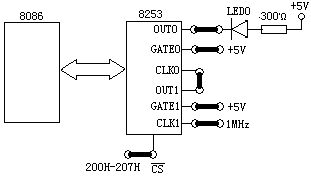 8086
8253
OUT0
LED0
300Ω
+5V
GATE0
+5V
CLK0
OUT1
GATE1
+5V
CLK1
1MHz
200H-207H
CS